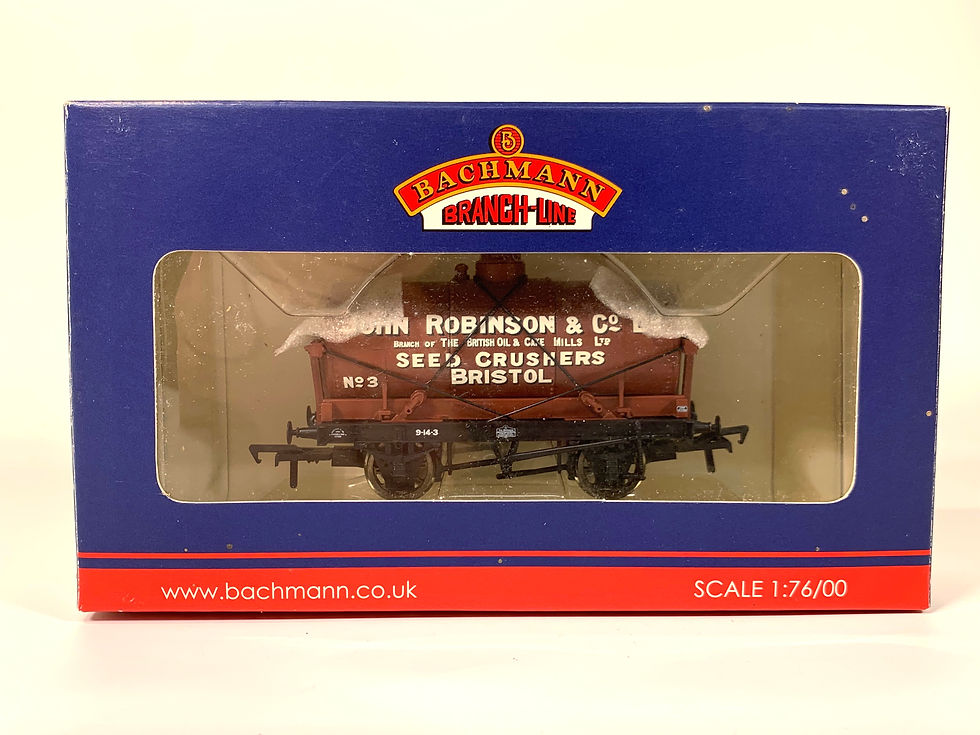 B
BACHMANN
BRANCH-LINE
JOHN ROBINSON & Cº L
BRANCH OF THE BRITISH OIL & CAKE MILLS LTD
SEED CRUSHERS
BRISTOL
Nº 3
9-14-3
www.bachmann.co.uk
SCALE 1:76/00